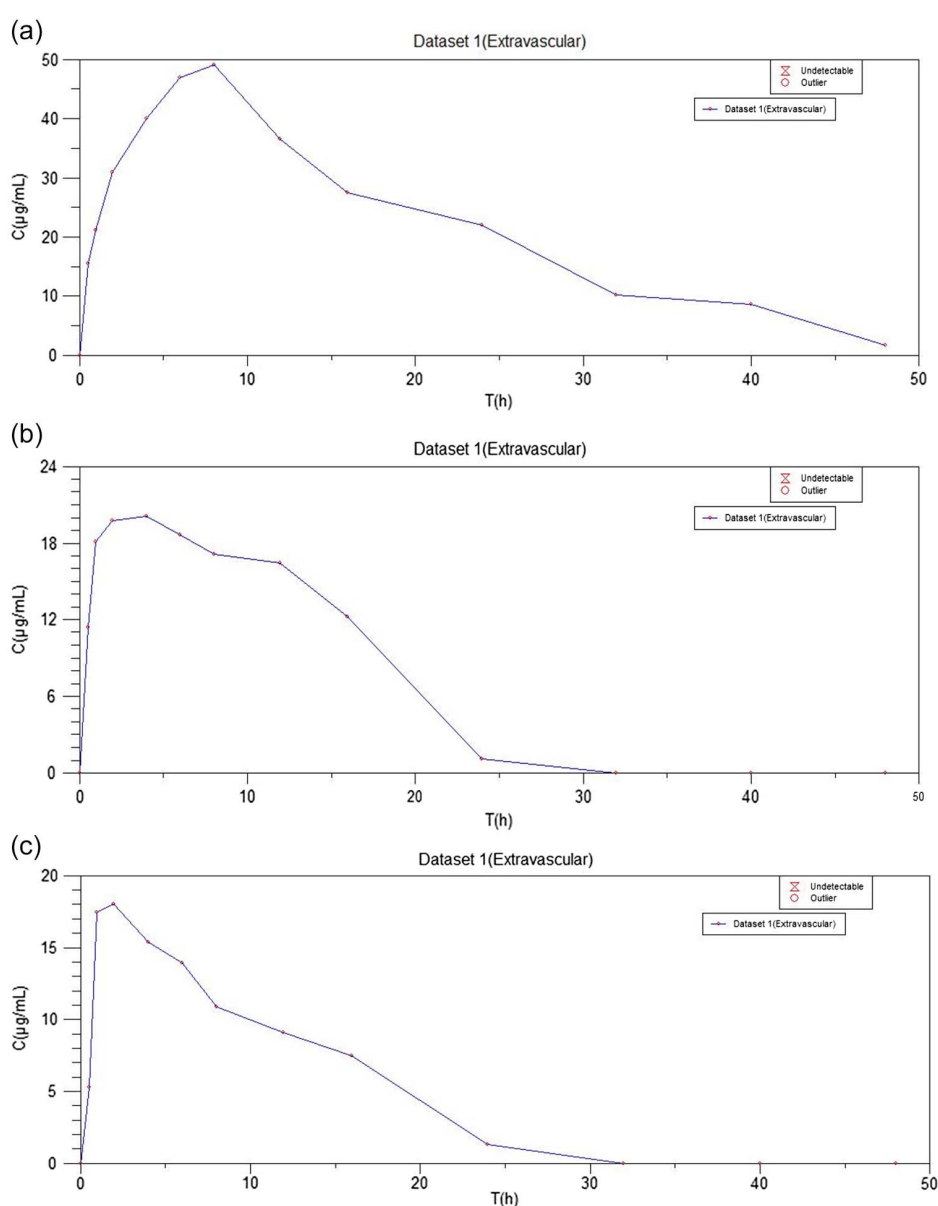 (a)
Dataset 1(Extravascular)
Undetectable
Outlier
Dataset 1(Extravascular)
C(µg/mL)
50
40
30
20
10
0
0 10 20 30 40 50
T(h)
(b)
Dataset 1(Extravascular)
Undetectable
Outlier
Dataset 1(Extravascular)
C(µg/mL)
24
18
12
6
0
0 10 20 30 40 50
T(h)
(c)
Dataset 1(Extravascular)
Undetectable
Outlier
Dataset 1(Extravascular)
C(µg/mL)
20
15
10
5
0
0 10 20 30 40 50
T(h)